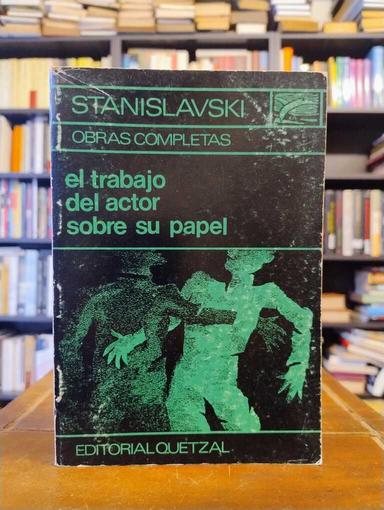 STANISLAVSKI
OBRAS COMPLETAS
el trabajo
del actor
sobre su papel
EDITORIAL QUETZAL